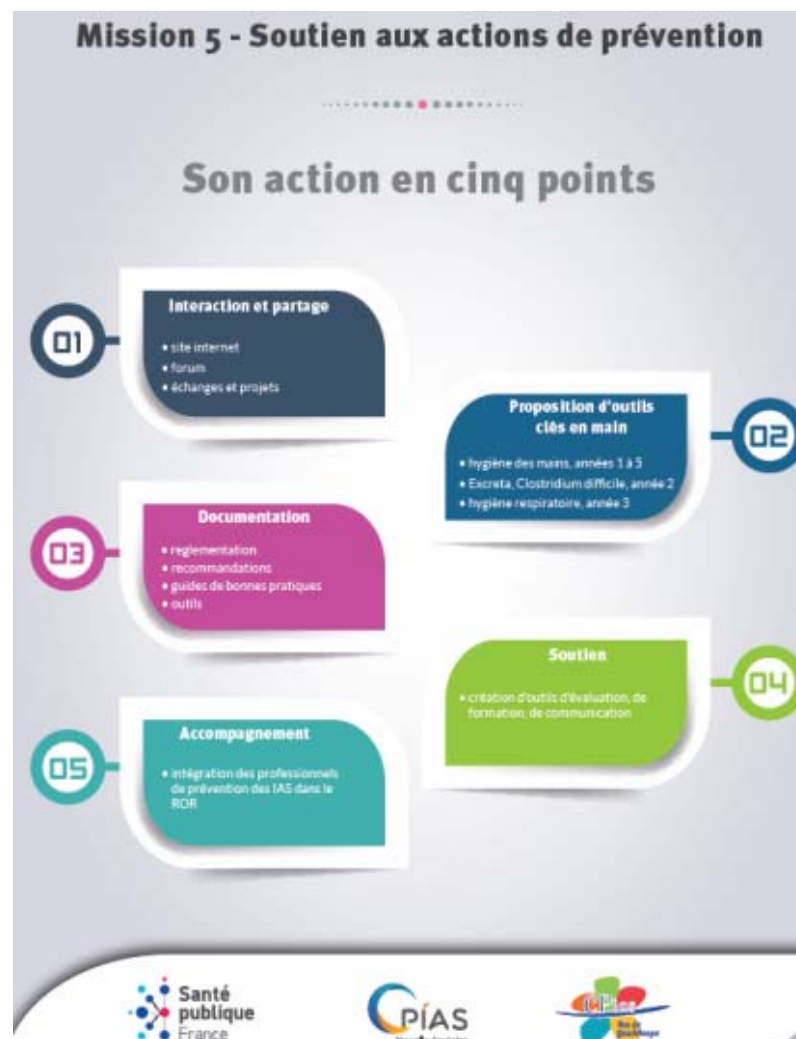 Mission 5 - Soutien aux actions de prévention
Son action en cinq points
01
Interaction et partage
• site internet
• forum
• échanges et projets
02
Proposition d'outils
clés en main
• hygiène des mains, années 1 à 5
• Excreta, Clostridium difficile, année 2
• hygiène respiratoire, année 3
03
Documentation
• reglementation
• recommandations
• guides de bonnes pratiques
• outils
04
Soutien
• création d'outils d'évaluation, de
formation, de communication
05
Accompagnement
• intégration des professionnels
de prévention des IAS dans le
ROR
Santé
publique
France
CPIAS